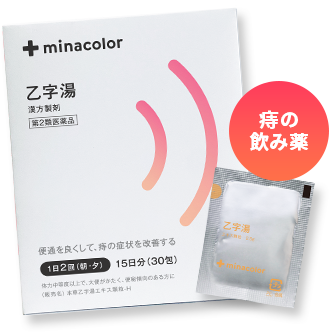 minacolor
乙字湯
漢方製剤
第2類医薬品
痔の
飲み薬
便通を良くして、痔の症状を改善する
1日2回(朝・夕) 15日分(30包)
体力中等度以上で、大便がかたく、便秘傾向のある方に
(販売名)本草乙字湯エキス顆粒-H
乙字湯
minacolor